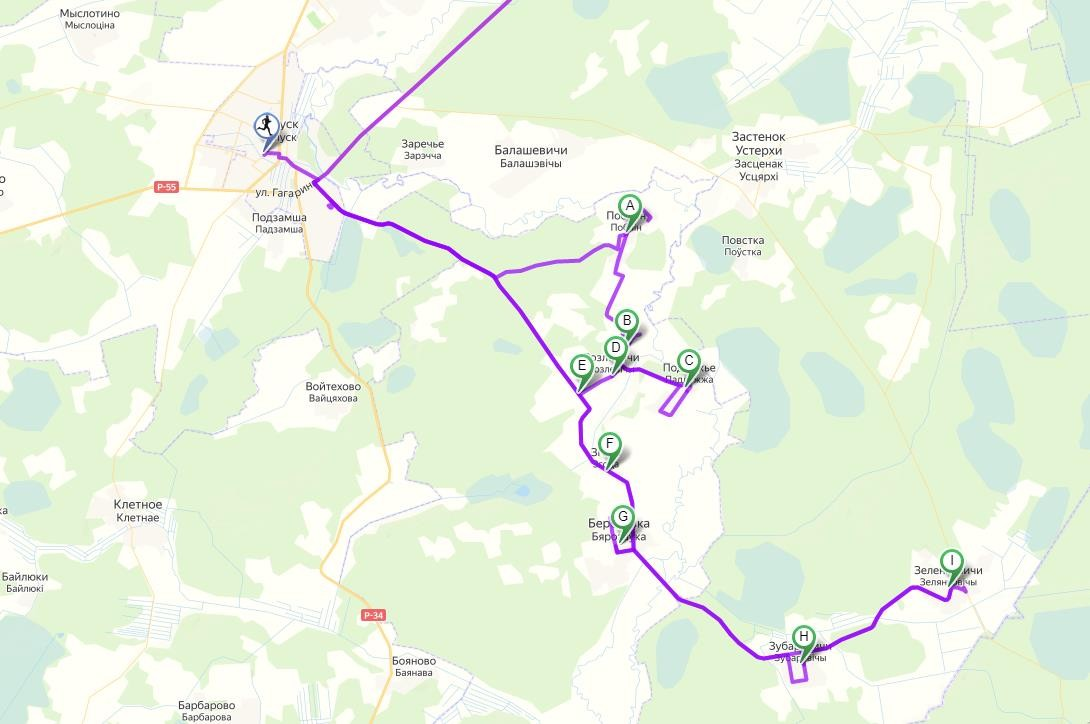 Мыслотино
Мыслоціна
Заречье
Зарэчча
Балашевичи
Балашэвічы
Застенок
Устерхи
Засценак
Усцярхі
Р-55
ул. Гагарин
Подзамша
Падзамша
A
Повстка
Поўстка
B
D
E
C
Войтехово
Вайцяхова
F
G
Клетное
Клетнае
I
Байлюки
Байлюкі
Р-34
H
Бояново
Баянава
Барбарово
Барбарова